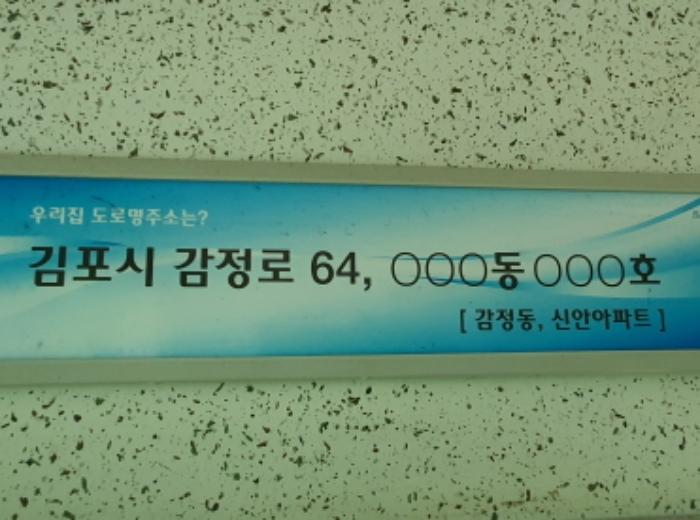 우리집 도로명주소는?
김포시 감정로 64, ○○○동○○○호
[ 감정동, 신안아파트 ]